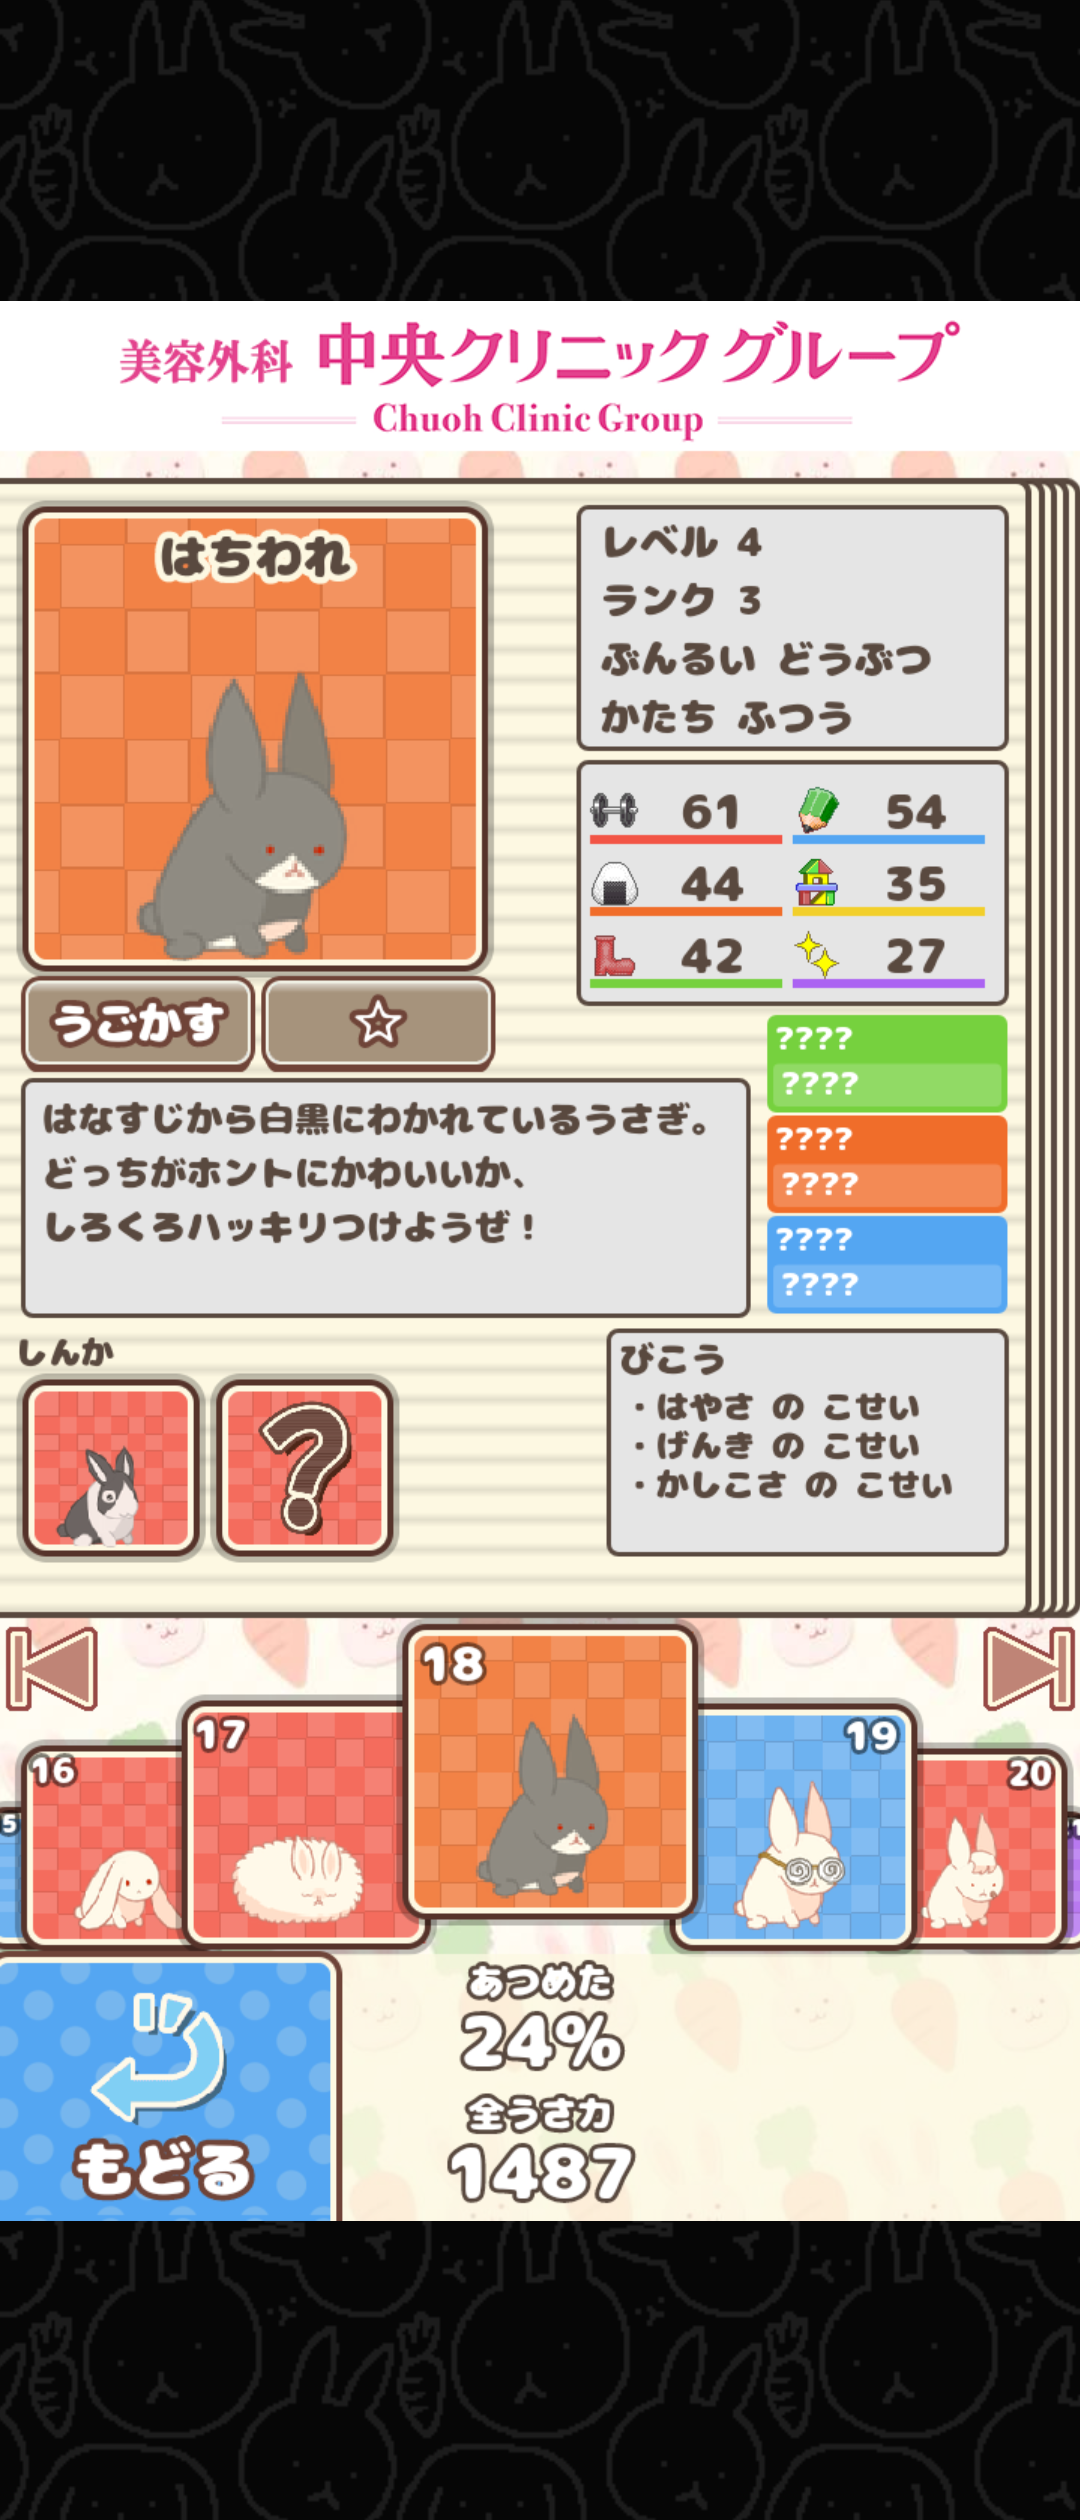 美容外科 中央クリニックグループ
Chuoh Clinic Group
はちわれ
レベル 4
ランク 3
ぶんるい どうぶつ
かたち ふつう
61 54
44 35
42 27
うごかす ☆
????
????
????
????
????
????
はなすじから白黒にわかれているうさぎ。
どっちがホントにかわいいか、
しろくろハッキリつけようぜ！
しんか
?
びこう
・はやさ の こせい
・げんき の こせい
・かしこさ の こせい
5 16 17 18 19 20
あつめた
24%
全うさ力
1487
もどる